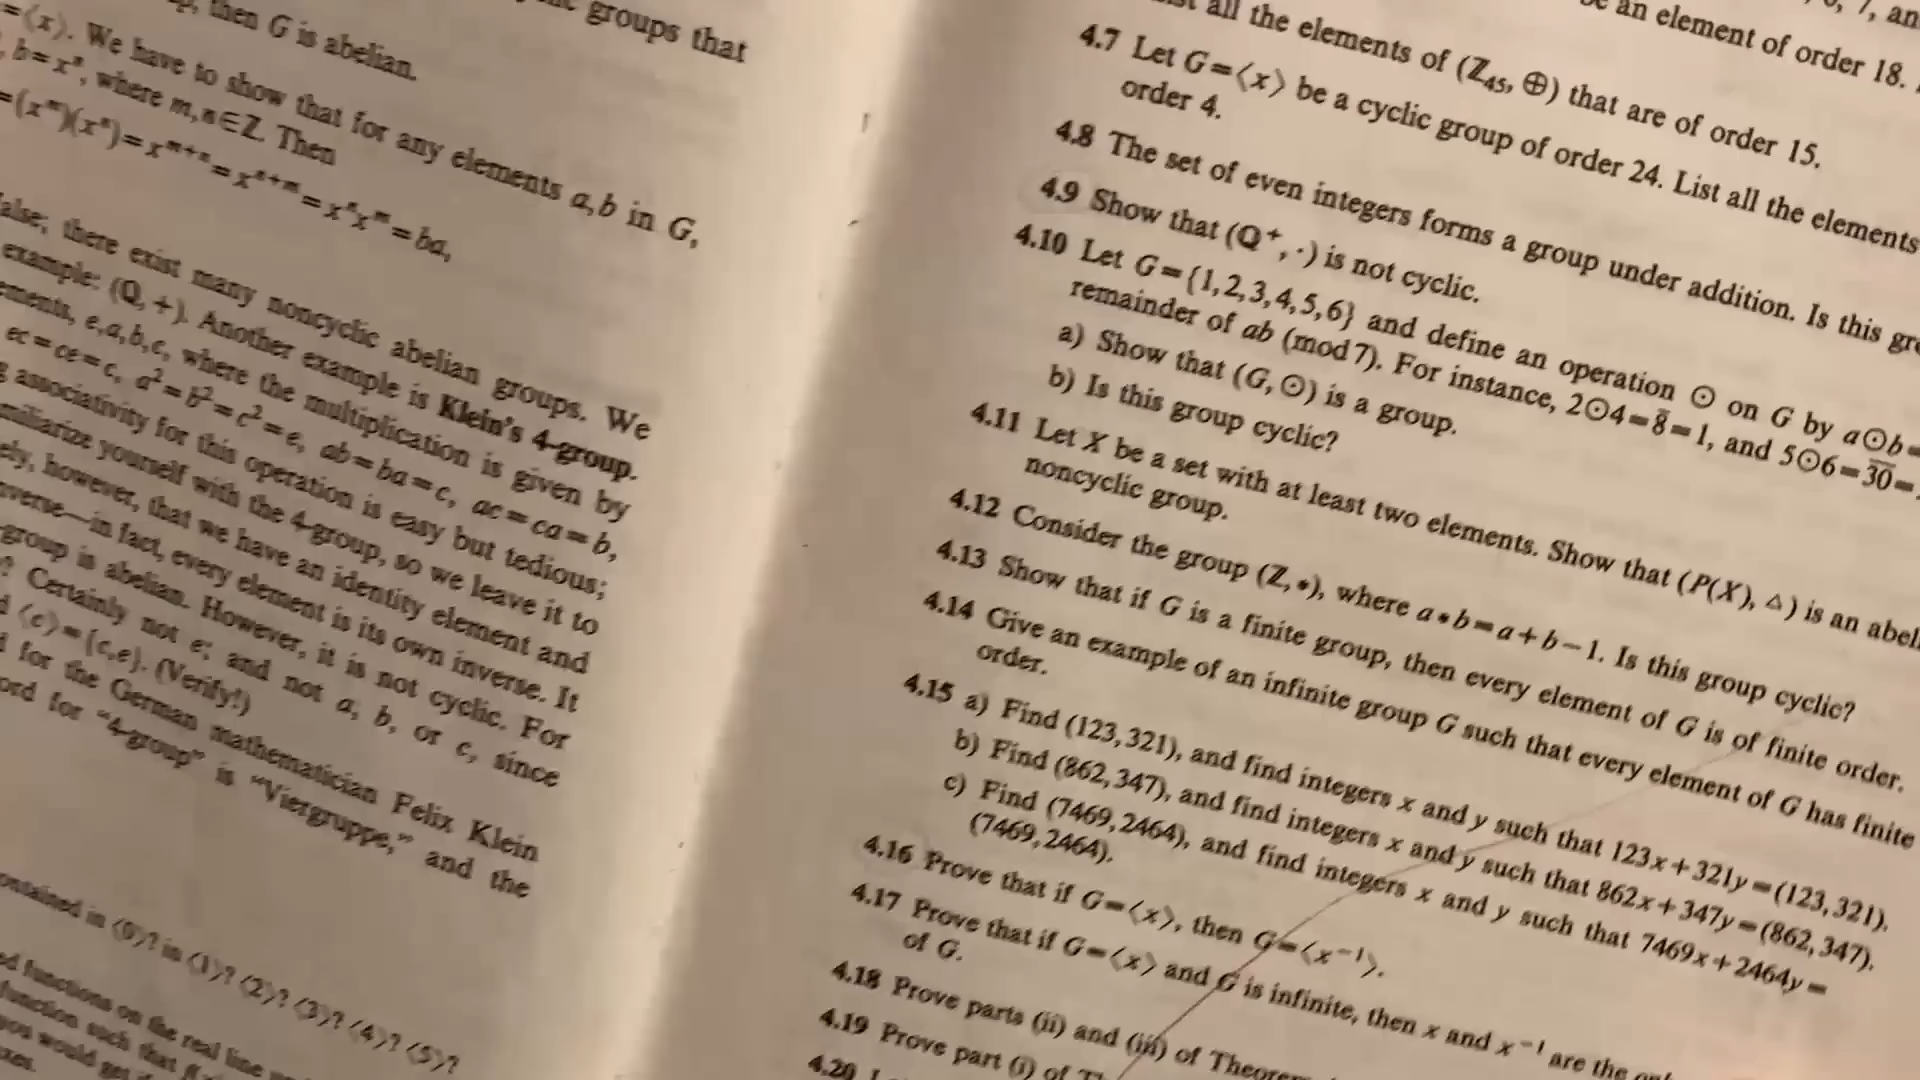 groups that
then G is abelian.
=⟨x⟩. We have to show that for any elements a,b in G,
b=xⁿ, where m,n∈ℤ. Then
=(xᵐ)(xⁿ)=xᵐ⁺ⁿ=xⁿ⁺ᵐ=xⁿxᵐ=ba,
there exist many noncyclic abelian groups. We
example: (ℚ, +). Another example is Klein's 4-group.
e,a,b,c, where the multiplication is given by
ec=ce=c, a²=b²=c²=e, ab=ba=c, ac=ca=b,
associativity for this operation is easy but tedious;
yourself with the 4-group, so we leave it to
however, that we have an identity element and
in fact, every element is its own inverse. It
group is abelian. However, it is not cyclic. For
? Certainly not e; and not a, b, or c, since
⟨c⟩={c,e}. (Verify!)
for the German mathematician Felix Klein
for "4-group" is "Viergruppe," and the
in ⟨0⟩? in ⟨1⟩? ⟨2⟩? ⟨3⟩? ⟨4⟩? ⟨5⟩?
functions on the real line
function such that
you would get
an element of order 18.
all the elements of (ℤ₄₅, ⊕) that are of order 15.
4.7 Let G=⟨x⟩ be a cyclic group of order 24. List all the elements
order 4.
4.8 The set of even integers forms a group under addition. Is this
4.9 Show that (ℚ⁺, ·) is not cyclic.
4.10 Let G={1,2,3,4,5,6} and define an operation ⊙ on G by a⊙b=
remainder of ab (mod 7). For instance, 2⊙4=8̄=1, and 5⊙6=3̄0̄=
a) Show that (G, ⊙) is a group.
b) Is this group cyclic?
4.11 Let X be a set with at least two elements. Show that (P(X), △) is an
noncyclic group.
4.12 Consider the group (ℤ, *), where a*b=a+b−1. Is this group cyclic?
4.13 Show that if G is a finite group, then every element of G is of finite order.
4.14 Give an example of an infinite group G such that every element of G has finite
order.
4.15 a) Find (123,321), and find integers x and y such that 123x+321y=(123,321).
b) Find (862,347), and find integers x and y such that 862x+347y=(862,347).
c) Find (7469,2464), and find integers x and y such that 7469x+2464y=
(7469,2464).
4.16 Prove that if G=⟨x⟩, then G=⟨x⁻¹⟩.
4.17 Prove that if G=⟨x⟩ and G is infinite, then x and x⁻¹ are the
of G.
4.18 Prove parts (ii) and (iii) of
4.19 Prove part (i) of
4.20